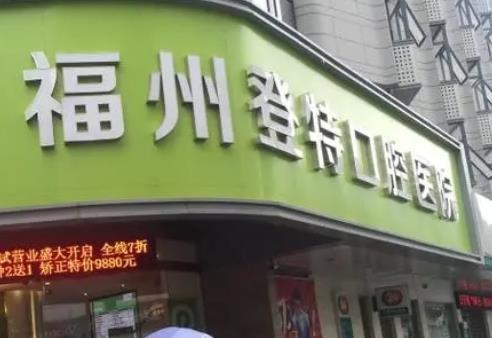 福州登特口腔医院
试营业盛大开启 全线7折
种2送1 矫正特价9880元